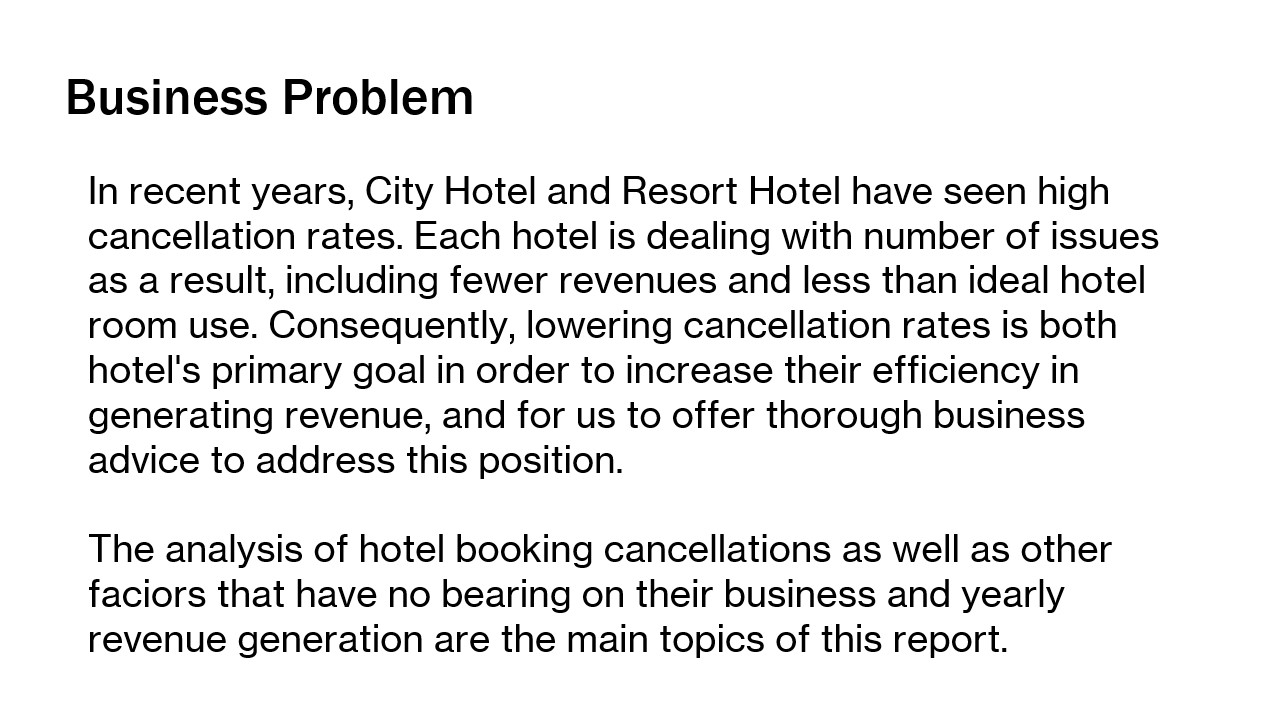 Business Problem
In recent years, City Hotel and Resort Hotel have seen high
cancellation rates. Each hotel is dealing with number of issues
as a result, including fewer revenues and less than ideal hotel
room use. Consequently, lowering cancellation rates is both
hotel's primary goal in order to increase their efficiency in
generating revenue, and for us to offer thorough business
advice to address this position.
The analysis of hotel booking cancellations as well as other
faciors that have no bearing on their business and yearly
revenue generation are the main topics of this report.